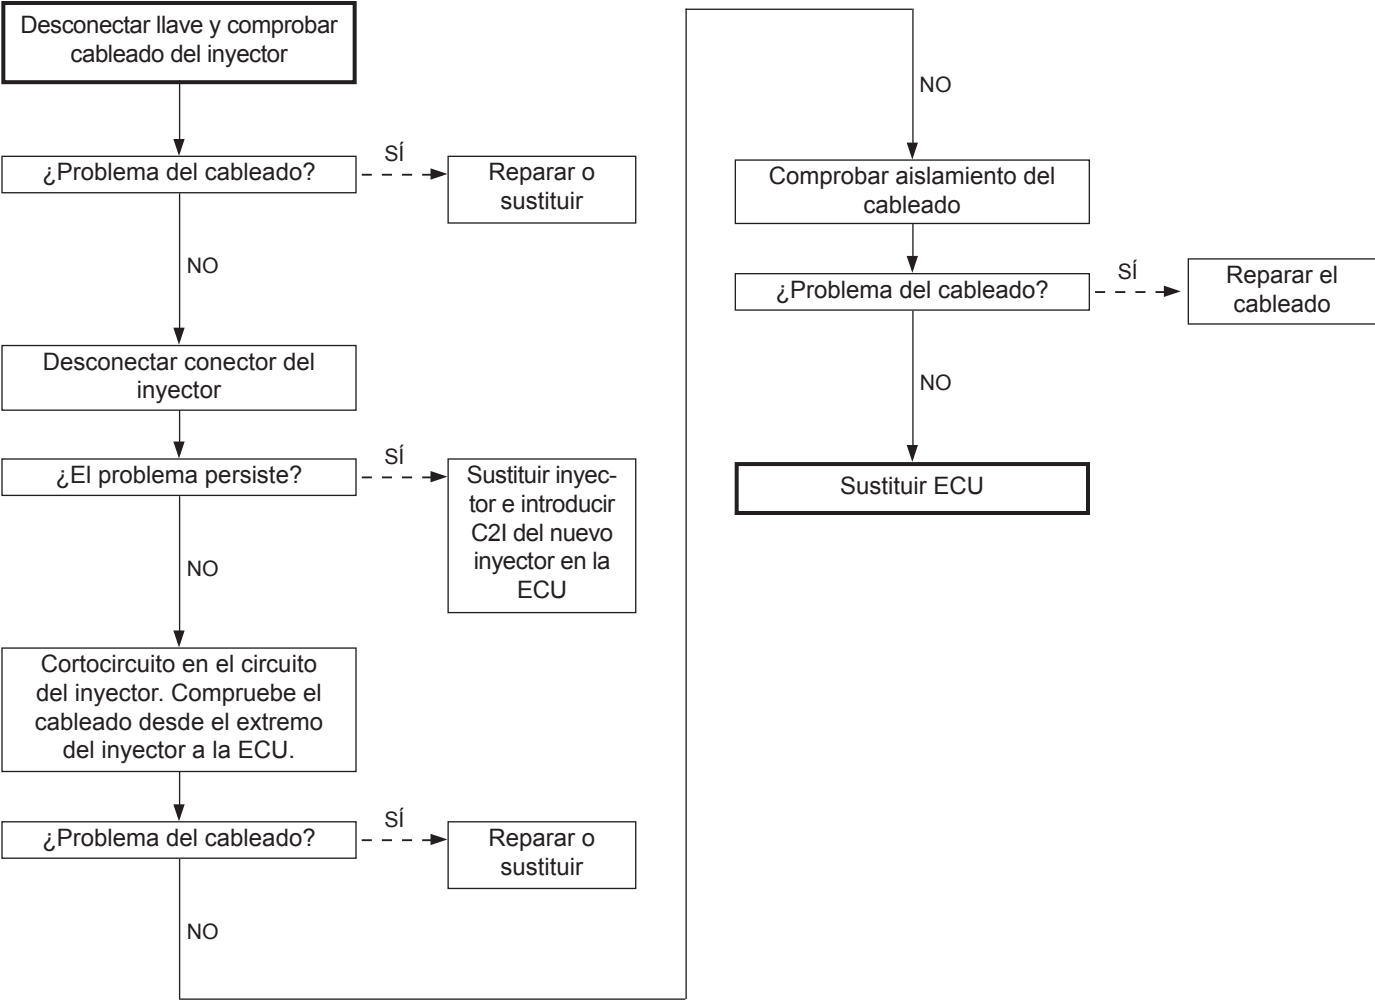 Desconectar llave y comprobar
cableado del inyector
¿Problema del cableado?
SÍ
Reparar o
sustituir
NO
Desconectar conector del
inyector
¿El problema persiste?
SÍ
Sustituir inyec-
tor e introducir
C2I del nuevo
inyector en la
ECU
NO
Cortocircuito en el circuito
del inyector. Compruebe el
cableado desde el extremo
del inyector a la ECU.
¿Problema del cableado?
SÍ
Reparar o
sustituir
NO
NO
Comprobar aislamiento del
cableado
¿Problema del cableado?
SÍ
Reparar el
cableado
NO
Sustituir ECU